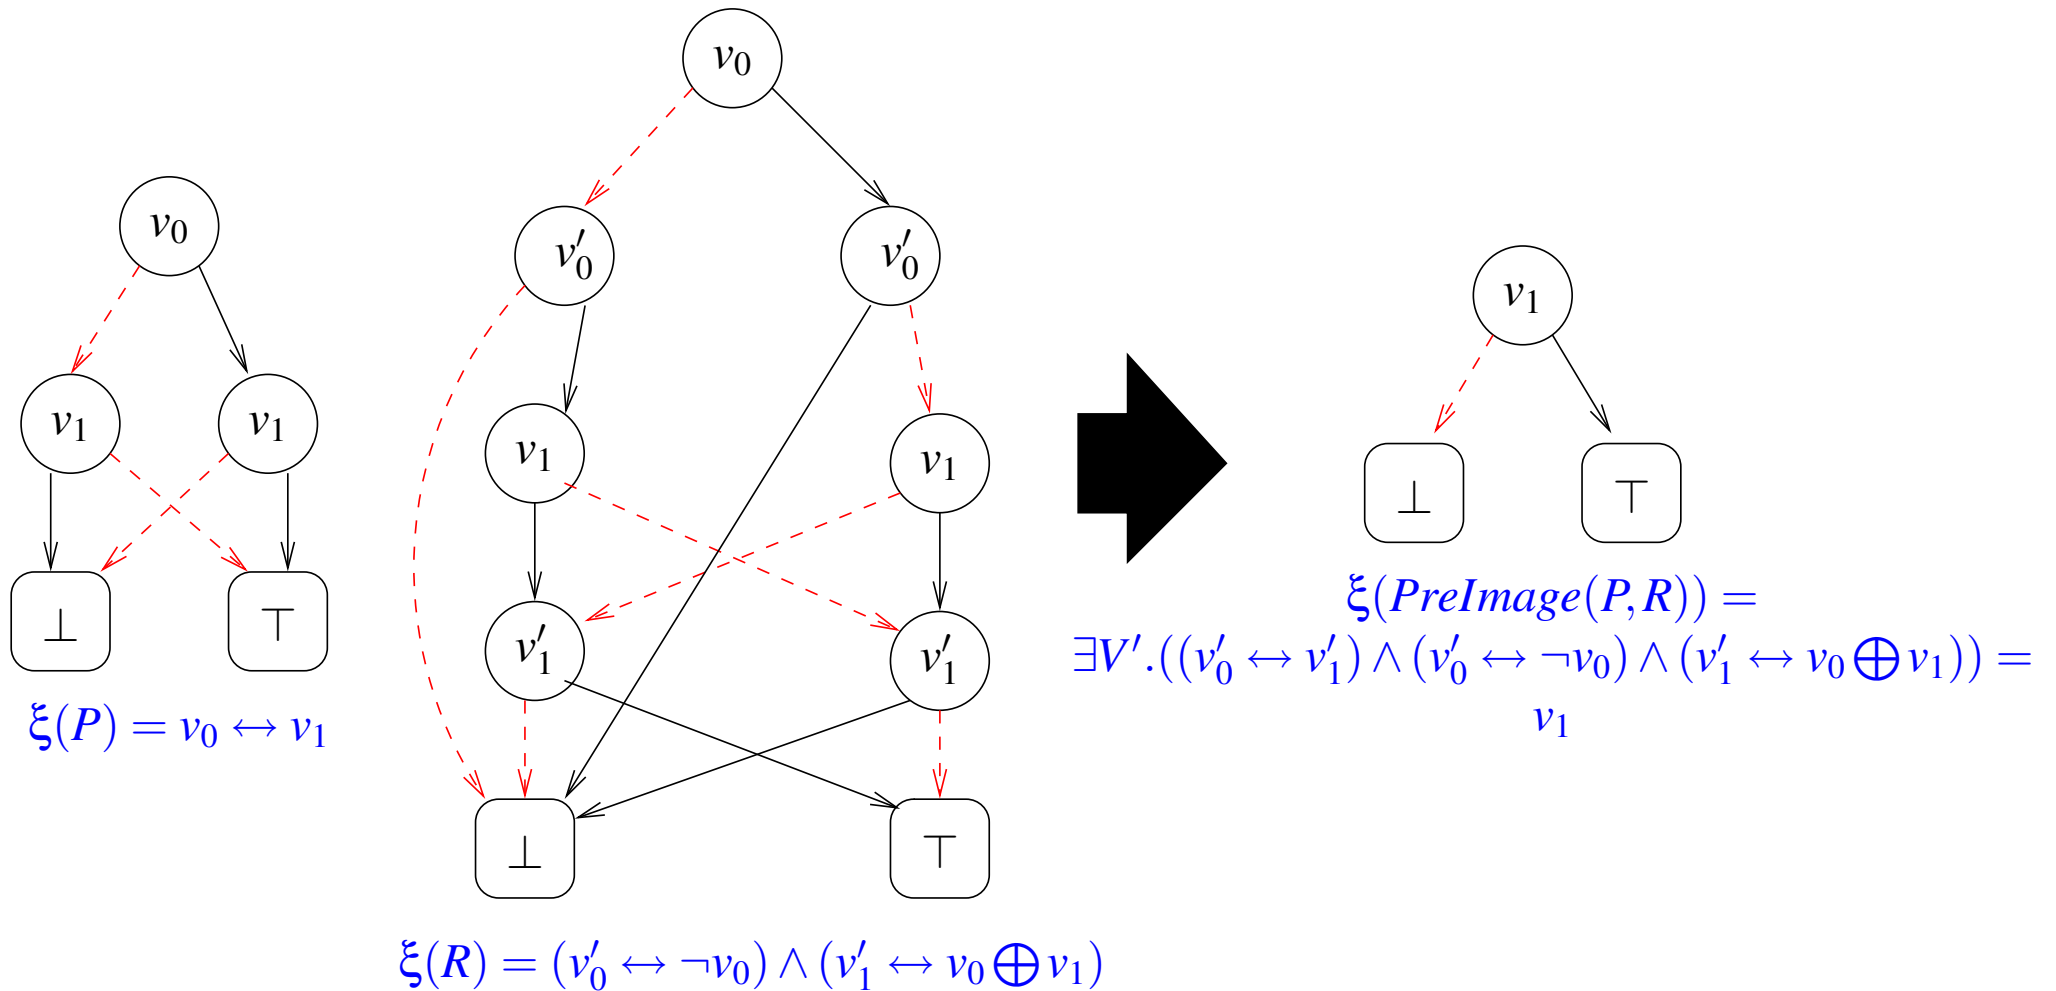 v₀
v₁
v₁
⊥
⊤
ξ(P) = v₀ ↔ v₁
v₀
v′₀
v′₀
v₁
v₁
v′₁
v′₁
⊥
⊤
ξ(R) = (v′₀ ↔ ¬v₀) ∧ (v′₁ ↔ v₀ ⨁ v₁)
v₁
⊥
⊤
ξ(PreImage(P, R)) =
∃V′.((v′₀ ↔ v′₁) ∧ (v′₀ ↔ ¬v₀) ∧ (v′₁ ↔ v₀ ⨁ v₁)) =
v₁